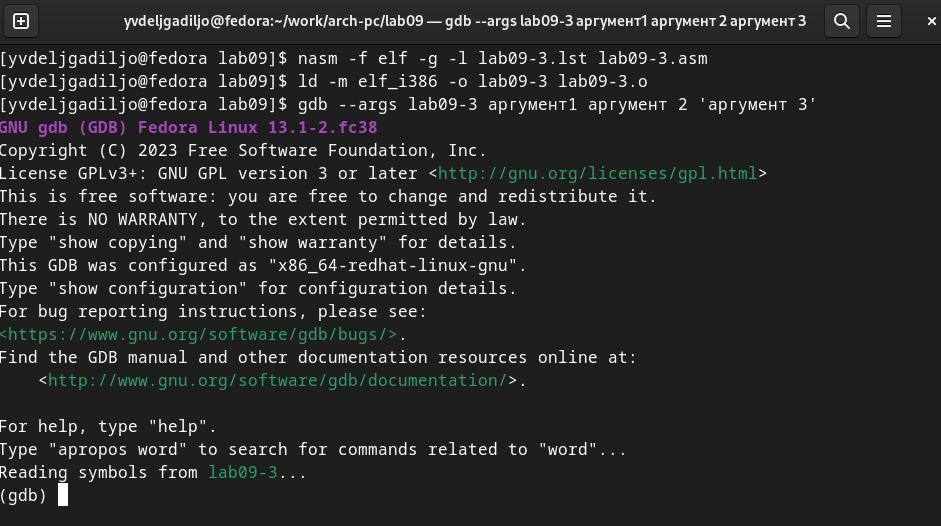 yvdeljgadiljo@fedora:~/work/arch-pc/lab09 — gdb --args lab09-3 аргумент1 аргумент 2 аргумент 3
[yvdeljgadiljo@fedora lab09]$ nasm -f elf -g -l lab09-3.lst lab09-3.asm
[yvdeljgadiljo@fedora lab09]$ ld -m elf_i386 -o lab09-3 lab09-3.o
[yvdeljgadiljo@fedora lab09]$ gdb --args lab09-3 аргумент1 аргумент 2 'аргумент 3'
GNU gdb (GDB) Fedora Linux 13.1-2.fc38
Copyright (C) 2023 Free Software Foundation, Inc.
License GPLv3+: GNU GPL version 3 or later <http://gnu.org/licenses/gpl.html>
This is free software: you are free to change and redistribute it.
There is NO WARRANTY, to the extent permitted by law.
Type "show copying" and "show warranty" for details.
This GDB was configured as "x86_64-redhat-linux-gnu".
Type "show configuration" for configuration details.
For bug reporting instructions, please see:
<https://www.gnu.org/software/gdb/bugs/>.
Find the GDB manual and other documentation resources online at:
    <http://www.gnu.org/software/gdb/documentation/>.

For help, type "help".
Type "apropos word" to search for commands related to "word"...
Reading symbols from lab09-3...
(gdb)